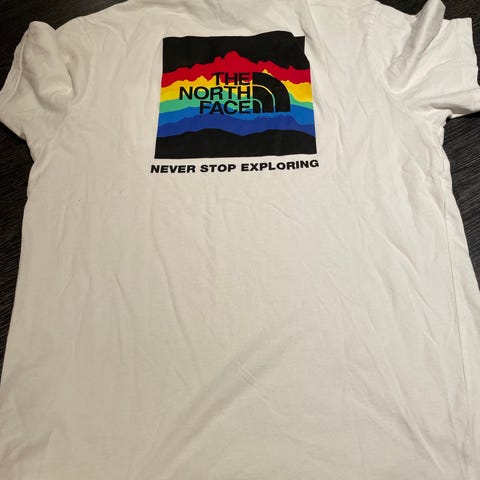 THE
NORTH
FACE
NEVER STOP EXPLORING